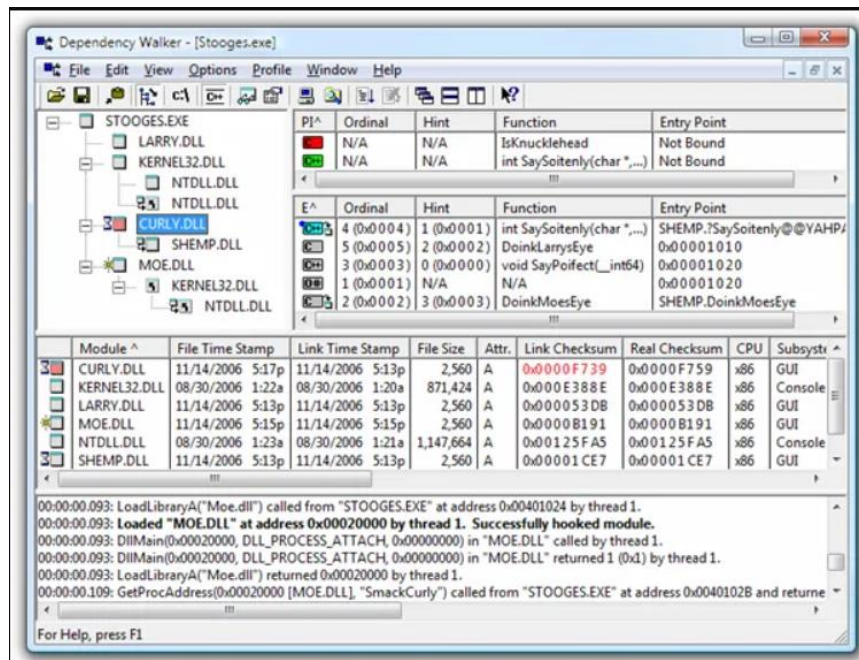 Dependency Walker - [Stooges.exe]
File Edit View Options Profile Window Help
C:\ C++
STOOGES.EXE
LARRY.DLL
KERNEL32.DLL
NTDLL.DLL
NTDLL.DLL
CURLY.DLL
SHEMP.DLL
MOE.DLL
KERNEL32.DLL
NTDLL.DLL
PI^ Ordinal Hint Function Entry Point
C N/A N/A IsKnucklehead Not Bound
C++ N/A N/A int SaySoitenly(char *,...) Not Bound
E^ Ordinal Hint Function Entry Point
C++ 4 (0x0004) 1 (0x0001) int SaySoitenly(char *,...) SHEMP.?SaySoitenly@@YAHPA
C 5 (0x0005) 2 (0x0002) DoinkLarrysEye 0x00001010
C++ 3 (0x0003) 0 (0x0000) void SayPoifect(__int64) 0x00001020
O# 1 (0x0001) N/A N/A 0x00001020
C 2 (0x0002) 3 (0x0003) DoinkMoesEye SHEMP.DoinkMoesEye
Module ^ File Time Stamp Link Time Stamp File Size Attr. Link Checksum Real Checksum CPU Subsyste
CURLY.DLL 11/14/2006 5:17p 11/14/2006 5:13p 2,560 A 0x0000F739 0x0000F759 x86 GUI
KERNEL32.DLL 08/30/2006 1:22a 08/30/2006 1:20a 871,424 A 0x000E388E 0x000E388E x86 Console
LARRY.DLL 11/14/2006 5:13p 11/14/2006 5:13p 2,560 A 0x000053DB 0x000053DB x86 GUI
MOE.DLL 11/14/2006 5:15p 11/14/2006 5:15p 2,560 A 0x0000B191 0x0000B191 x86 GUI
NTDLL.DLL 08/30/2006 1:23a 08/30/2006 1:21a 1,147,664 A 0x00125FA5 0x00125FA5 x86 Console
SHEMP.DLL 11/14/2006 5:13p 11/14/2006 5:13p 2,560 A 0x00001CE7 0x00001CE7 x86 GUI
00:00:00.093: LoadLibraryA("Moe.dll") called from "STOOGES.EXE" at address 0x00401024 by thread 1.
00:00:00.093: Loaded "MOE.DLL" at address 0x00020000 by thread 1. Successfully hooked module.
00:00:00.093: DllMain(0x00020000, DLL_PROCESS_ATTACH, 0x00000000) in "MOE.DLL" called by thread 1.
00:00:00.093: DllMain(0x00020000, DLL_PROCESS_ATTACH, 0x00000000) in "MOE.DLL" returned 1 (0x1) by thread 1.
00:00:00.093: LoadLibraryA("Moe.dll") returned 0x00020000 by thread 1.
00:00:00.109: GetProcAddress(0x00020000 [MOE.DLL], "SmackCurly") called from "STOOGES.EXE" at address 0x0040102B and returne
For Help, press F1